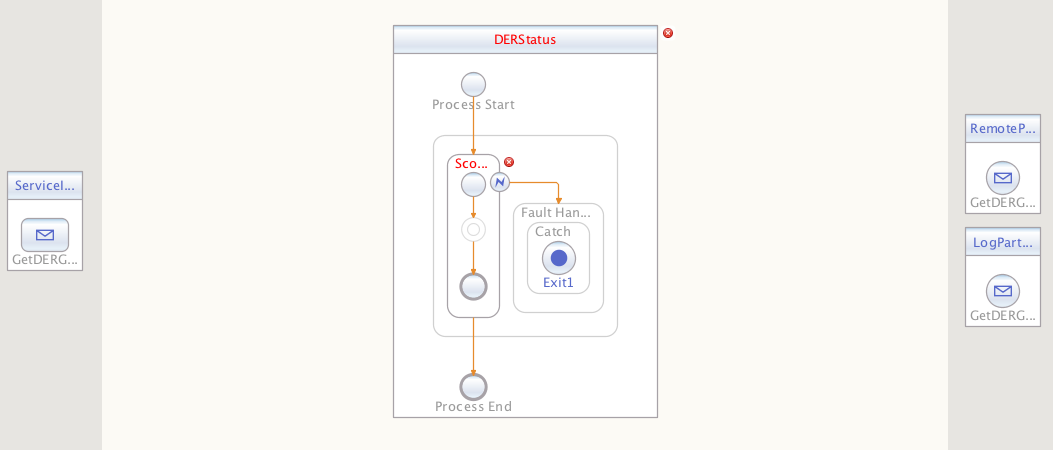 DERStatus
Process Start
Sco...
Fault Han...
Catch
Exit1
Process End
ServiceI...
GetDERG...
RemoteP...
GetDERG...
LogPart...
GetDERG...